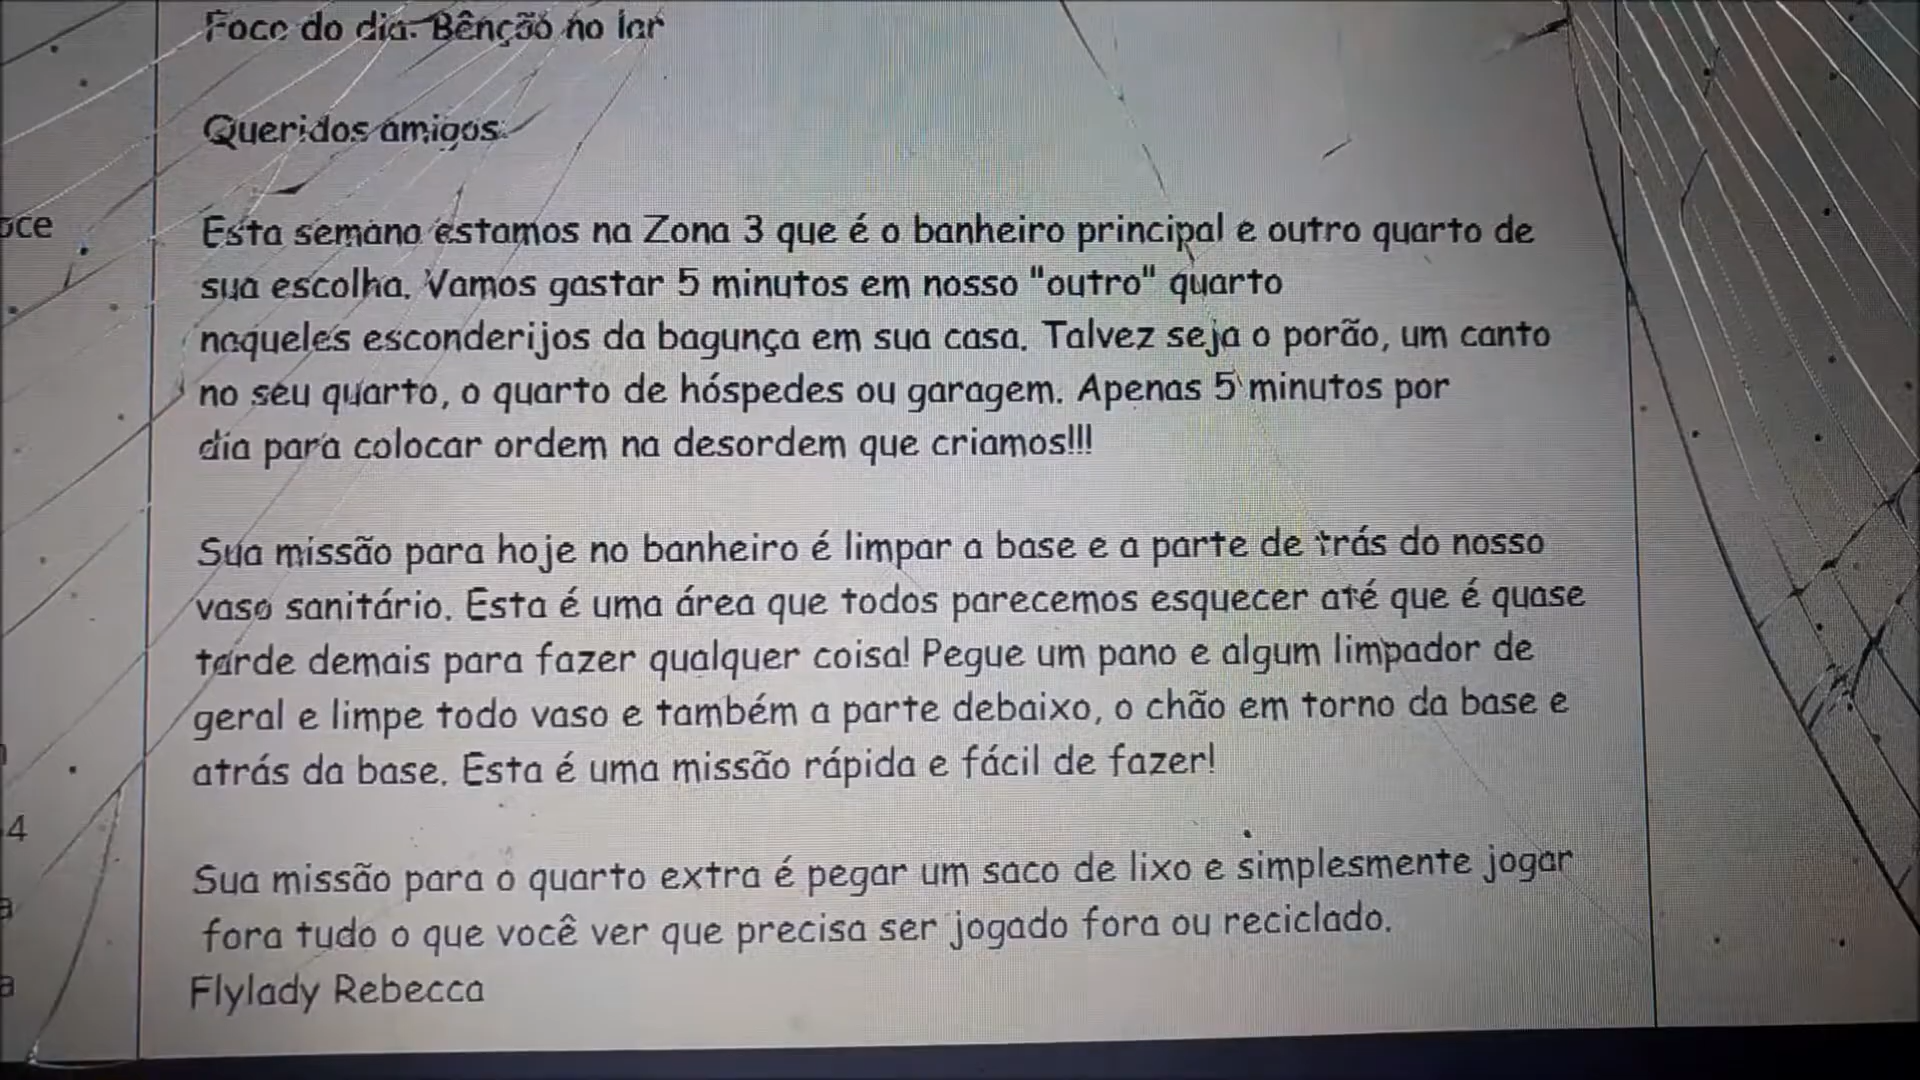 Foco do dia: Bênção no lar
Queridos amigos:
Esta semana estamos na Zona 3 que é o banheiro principal e outro quarto de
sua escolha. Vamos gastar 5 minutos em nosso "outro" quarto
naqueles esconderijos da bagunça em sua casa. Talvez seja o porão, um canto
no seu quarto, o quarto de hóspedes ou garagem. Apenas 5 minutos por
dia para colocar ordem na desordem que criamos!!!
Sua missão para hoje no banheiro é limpar a base e a parte de trás do nosso
vaso sanitário. Esta é uma área que todos parecemos esquecer até que é quase
tarde demais para fazer qualquer coisa! Pegue um pano e algum limpador de
geral e limpe todo vaso e também a parte debaixo, o chão em torno da base e
atrás da base. Esta é uma missão rápida e fácil de fazer!
4
Sua missão para o quarto extra é pegar um saco de lixo e simplesmente jogar
fora tudo o que você ver que precisa ser jogado fora ou reciclado.
Flylady Rebecca